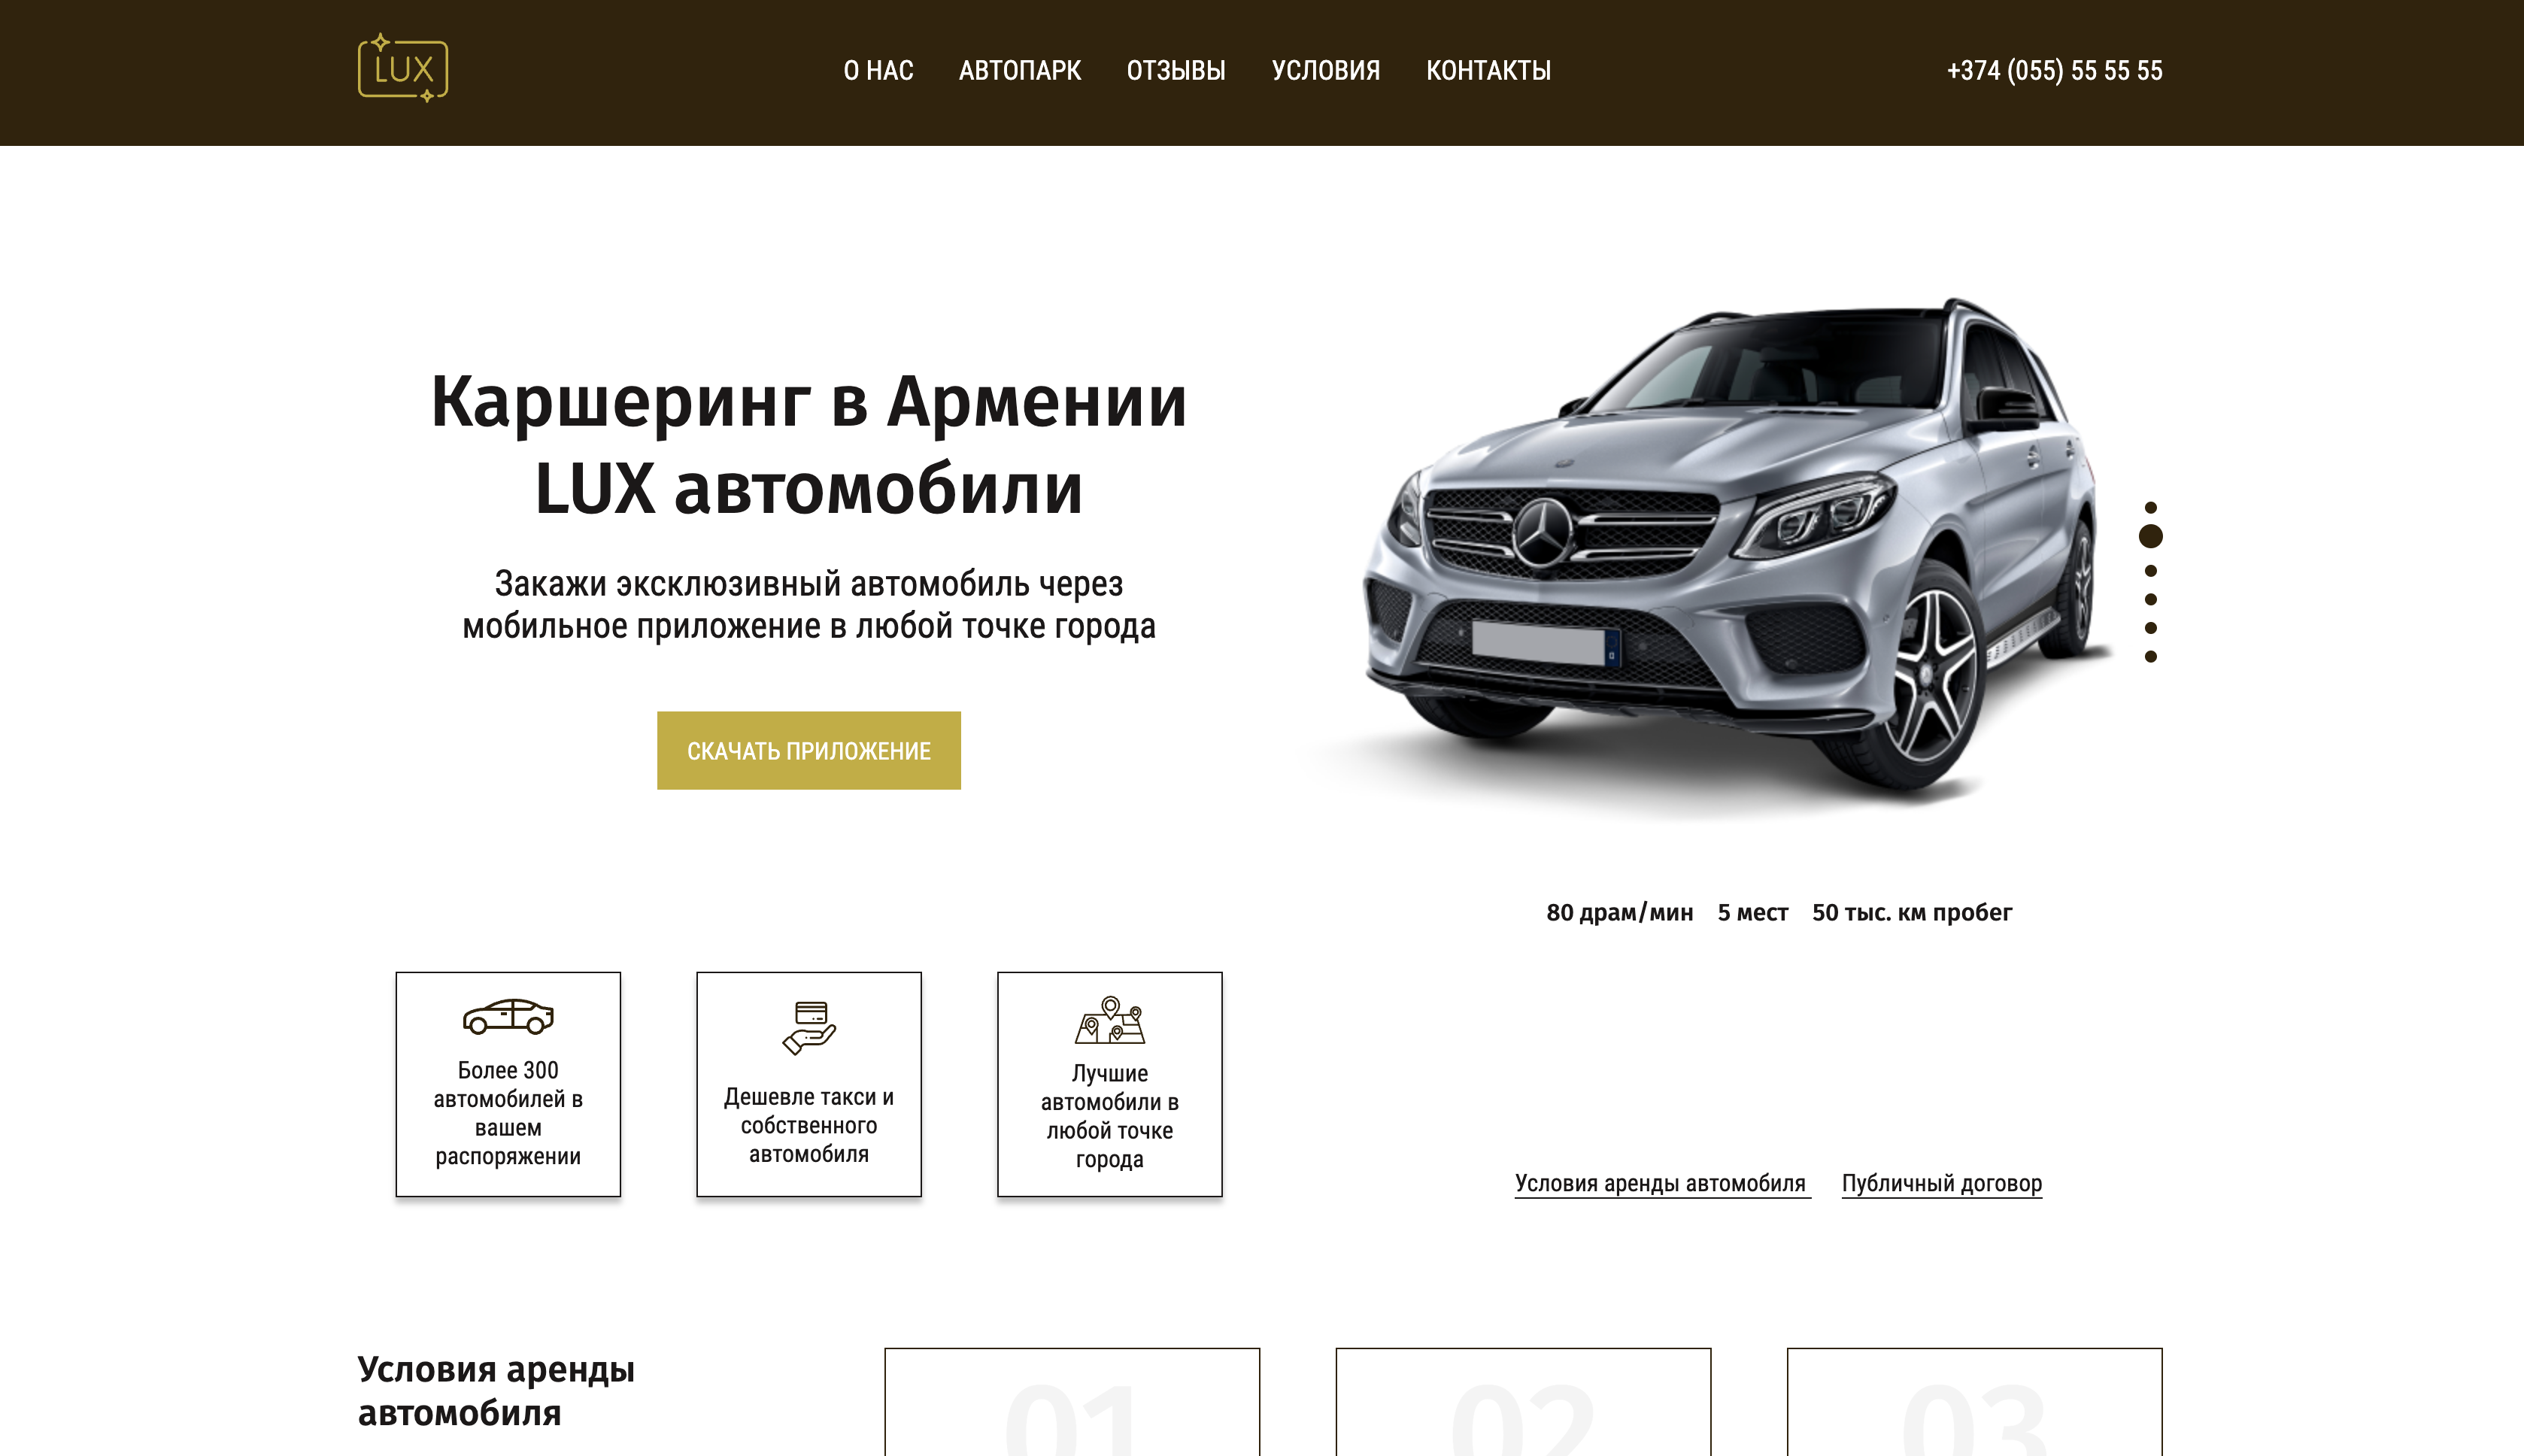 LUX
О НАС
АВТОПАРК
ОТЗЫВЫ
УСЛОВИЯ
КОНТАКТЫ
+374 (055) 55 55 55
Каршеринг в Армении
LUX автомобили
Закажи эксклюзивный автомобиль через
мобильное приложение в любой точке города
СКАЧАТЬ ПРИЛОЖЕНИЕ
80 драм/мин
5 мест
50 тыс. км пробег
Более 300
автомобилей в
вашем
распоряжении
Дешевле такси и
собственного
автомобиля
Лучшие
автомобили в
любой точке
города
Условия аренды автомобиля
Публичный договор
Условия аренды
автомобиля
01
02
03